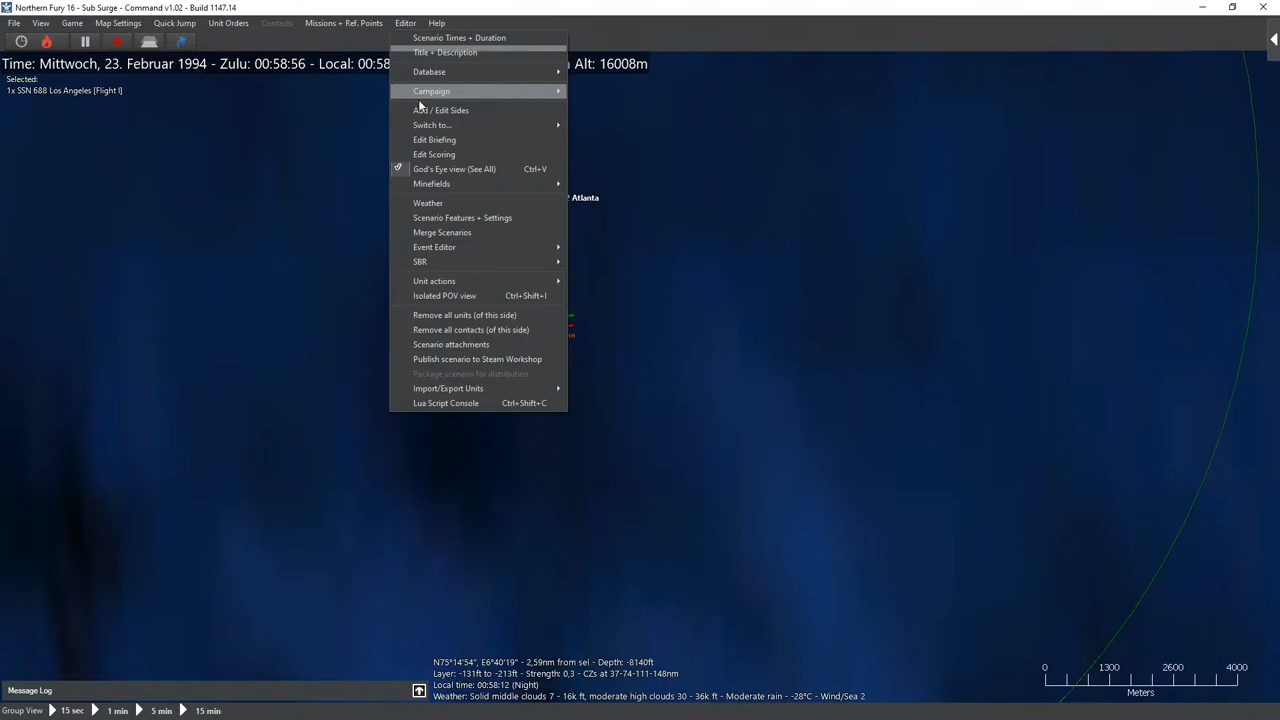 Northern Fury 16 - Sub Surge - Command v1.02 - Build 1147.14
File View Game Map Settings Quick Jump Unit Orders Contacts Missions + Ref. Points Editor Help
Scenario Times + Duration
Title + Description
Time: Mittwoch, 23. Februar 1994 - Zulu: 00:58:56 - Local: 00:58 Alt: 16008m
Selected:
1x SSN 688 Los Angeles [Flight I]
Database
Campaign
Add / Edit Sides
Switch to...
Edit Briefing
Edit Scoring
God's Eye view (See All) Ctrl+V
Minefields
Atlanta
Weather
Scenario Features + Settings
Merge Scenarios
Event Editor
SBR
Unit actions
Isolated POV view Ctrl+Shift+I
Remove all units (of this side)
Remove all contacts (of this side)
Scenario attachments
Publish scenario to Steam Workshop
Package scenario for distribution
Import/Export Units
Lua Script Console Ctrl+Shift+C
N75°14'54", E6°40'19" - 2,59nm from sel - Depth: -8140ft
Layer: -131ft to -213ft - Strength: 0,3 - CZs at 37-74-111-148nm
Local time: 00:58:12 (Night)
Weather: Solid middle clouds 7 - 16k ft, moderate high clouds 30 - 36k ft - Moderate rain - -28°C - Wind/Sea 2
0 1300 2600 4000
Meters
Message Log
Group View 15 sec 1 min 5 min 15 min